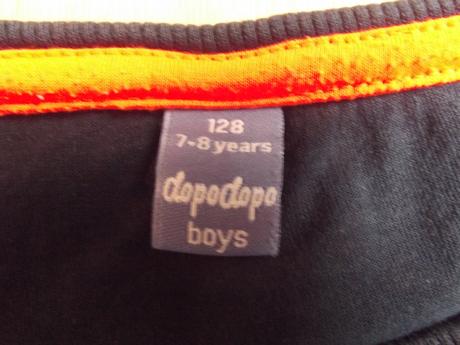 128
7-8 years
dopodopo
boys